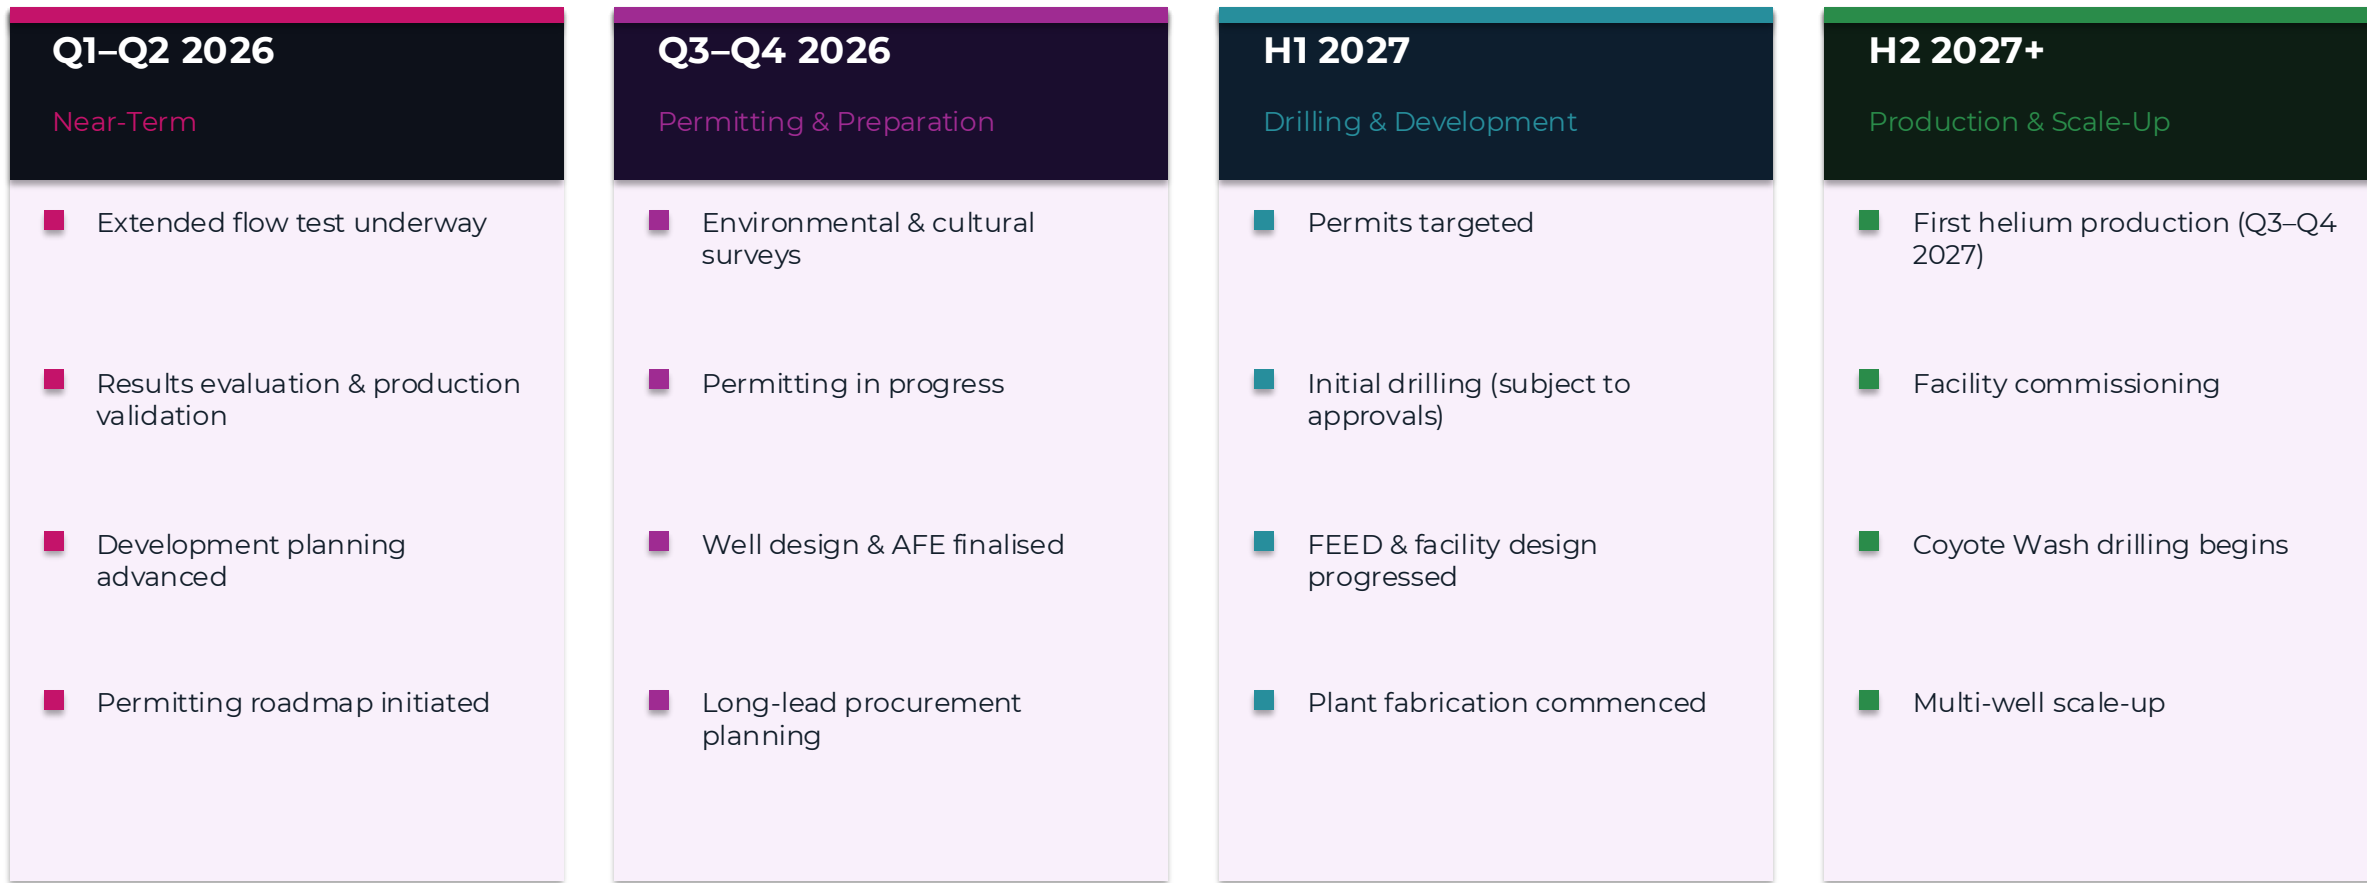 Q1–Q2 2026
Near-Term
Extended flow test underway
Results evaluation & production
validation
Development planning
advanced
Permitting roadmap initiated
Q3–Q4 2026
Permitting & Preparation
Environmental & cultural
surveys
Permitting in progress
Well design & AFE finalised
Long-lead procurement
planning
H1 2027
Drilling & Development
Permits targeted
Initial drilling (subject to
approvals)
FEED & facility design
progressed
Plant fabrication commenced
H2 2027+
Production & Scale-Up
First helium production (Q3–Q4
2027)
Facility commissioning
Coyote Wash drilling begins
Multi-well scale-up